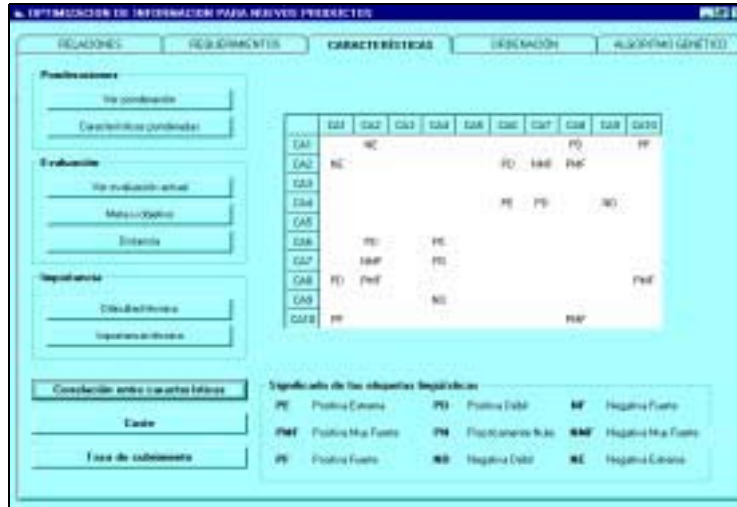 OPTIMIZACIÓN DE INFORMACIÓN PARA NUEVOS PRODUCTOS
RELACIONES REQUERIMIENTOS CARACTERÍSTICAS ORDENACIÓN ALGORITMO GENÉTICO
Ponderaciones
Ver ponderación
Características ponderadas
Evaluación
Ver evaluación actual
Metas objetivo
Distancia
Importancia
Dificultad técnica
Importancia técnica
Correlación entre características
Coste
Tasa de cubrimiento
CA1 CA2 CA3 CA4 CA5 CA6 CA7 CA8 CA9 CA10
CA1 NE PD PF
CA2 NE PD NMF PMF
CA3
CA4 PE PD ND
CA5
CA6 PD PE
CA7 NMF PD
CA8 PD PMF PMF
CA9 ND
CA10 PF PMF
Significado de las etiquetas lingüísticas
PE Positiva Extrema PD Positiva Débil NF Negativa Fuerte
PMF Positiva Muy Fuerte PN Prácticamente Nula NMF Negativa Muy Fuerte
PF Positiva Fuerte ND Negativa Débil NE Negativa Extrema